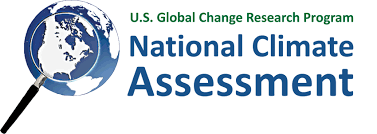 U.S. Global Change Research Program
National Climate
Assessment